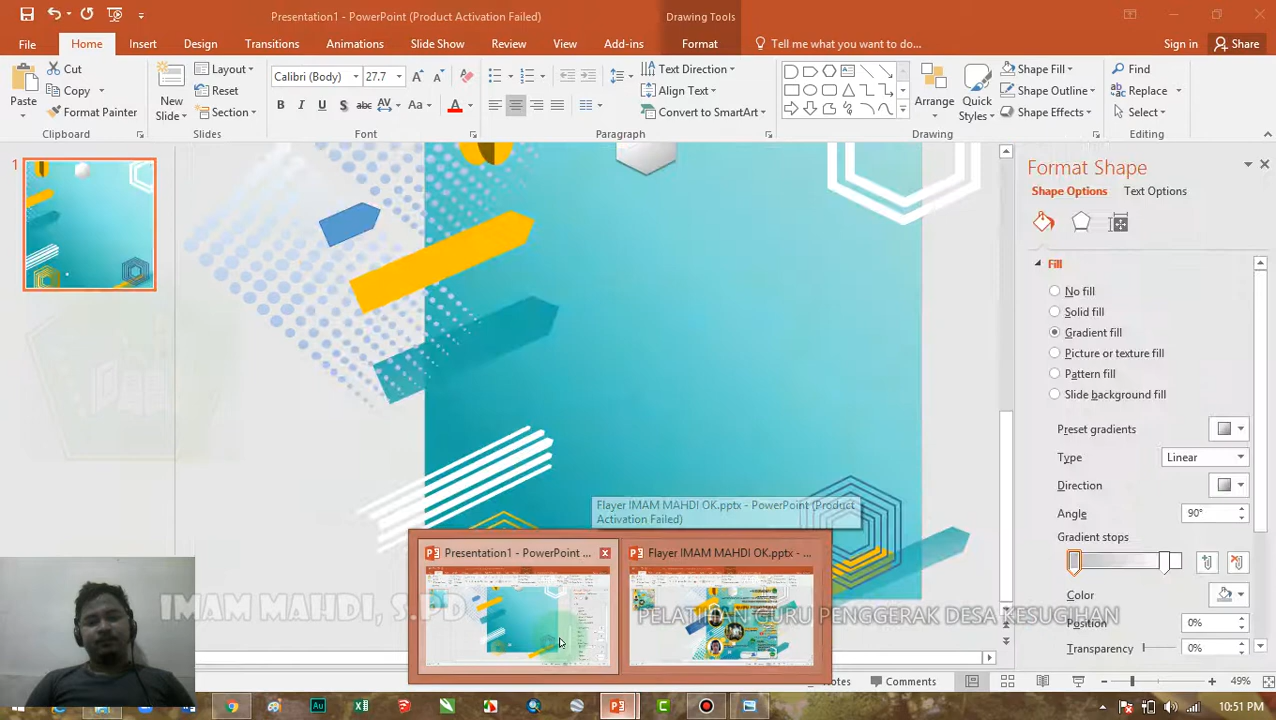 Presentation1 - PowerPoint (Product Activation Failed)
Drawing Tools
File
Home
Insert
Design
Transitions
Animations
Slide Show
Review
View
Add-ins
Format
Tell me what you want to do...
Sign in
Share
Paste
Cut
Copy
Format Painter
Clipboard
New
Slide
Layout
Reset
Section
Slides
Calibri (Body)
27.7
Font
Paragraph
Text Direction
Align Text
Convert to SmartArt
Arrange
Quick
Styles
Shape Fill
Shape Outline
Shape Effects
Drawing
Find
Replace
Select
Editing
1
Format Shape
Shape Options
Text Options
Fill
No fill
Solid fill
Gradient fill
Picture or texture fill
Pattern fill
Slide background fill
Preset gradients
Type
Linear
Direction
Angle
90°
Gradient stops
Color
Position
0%
Transparency
0%
Flayer IMAM MAHDI OK.pptx - PowerPoint (Product
Activation Failed)
Presentation1 - PowerPoint ...
Flayer IMAM MAHDI OK.pptx - ...
IMAM MAHDI, S.PD
PELATIHAN GURU PENGGERAK DESA KESUGIHAN
Notes
Comments
49%
10:51 PM